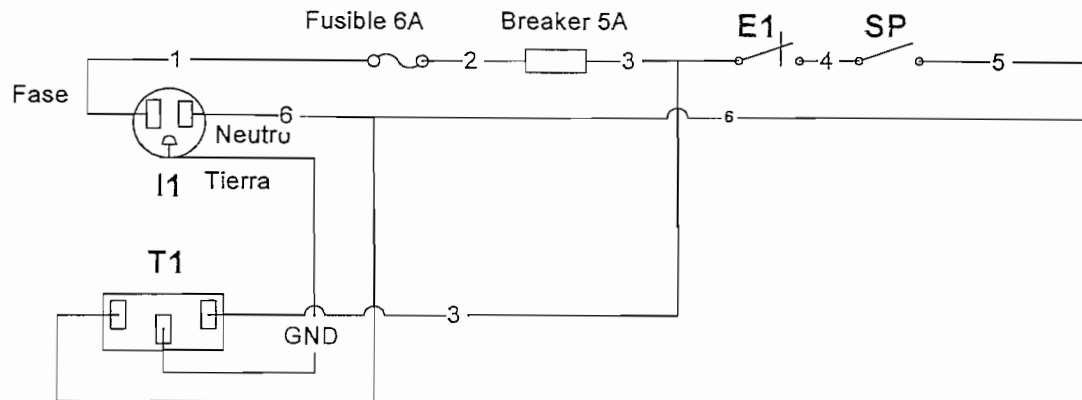 Fusible 6A
Breaker 5A
E1
SP
1
2
3
4
5
Fase
6
Neutro
6
I1
Tierra
T1
3
GND